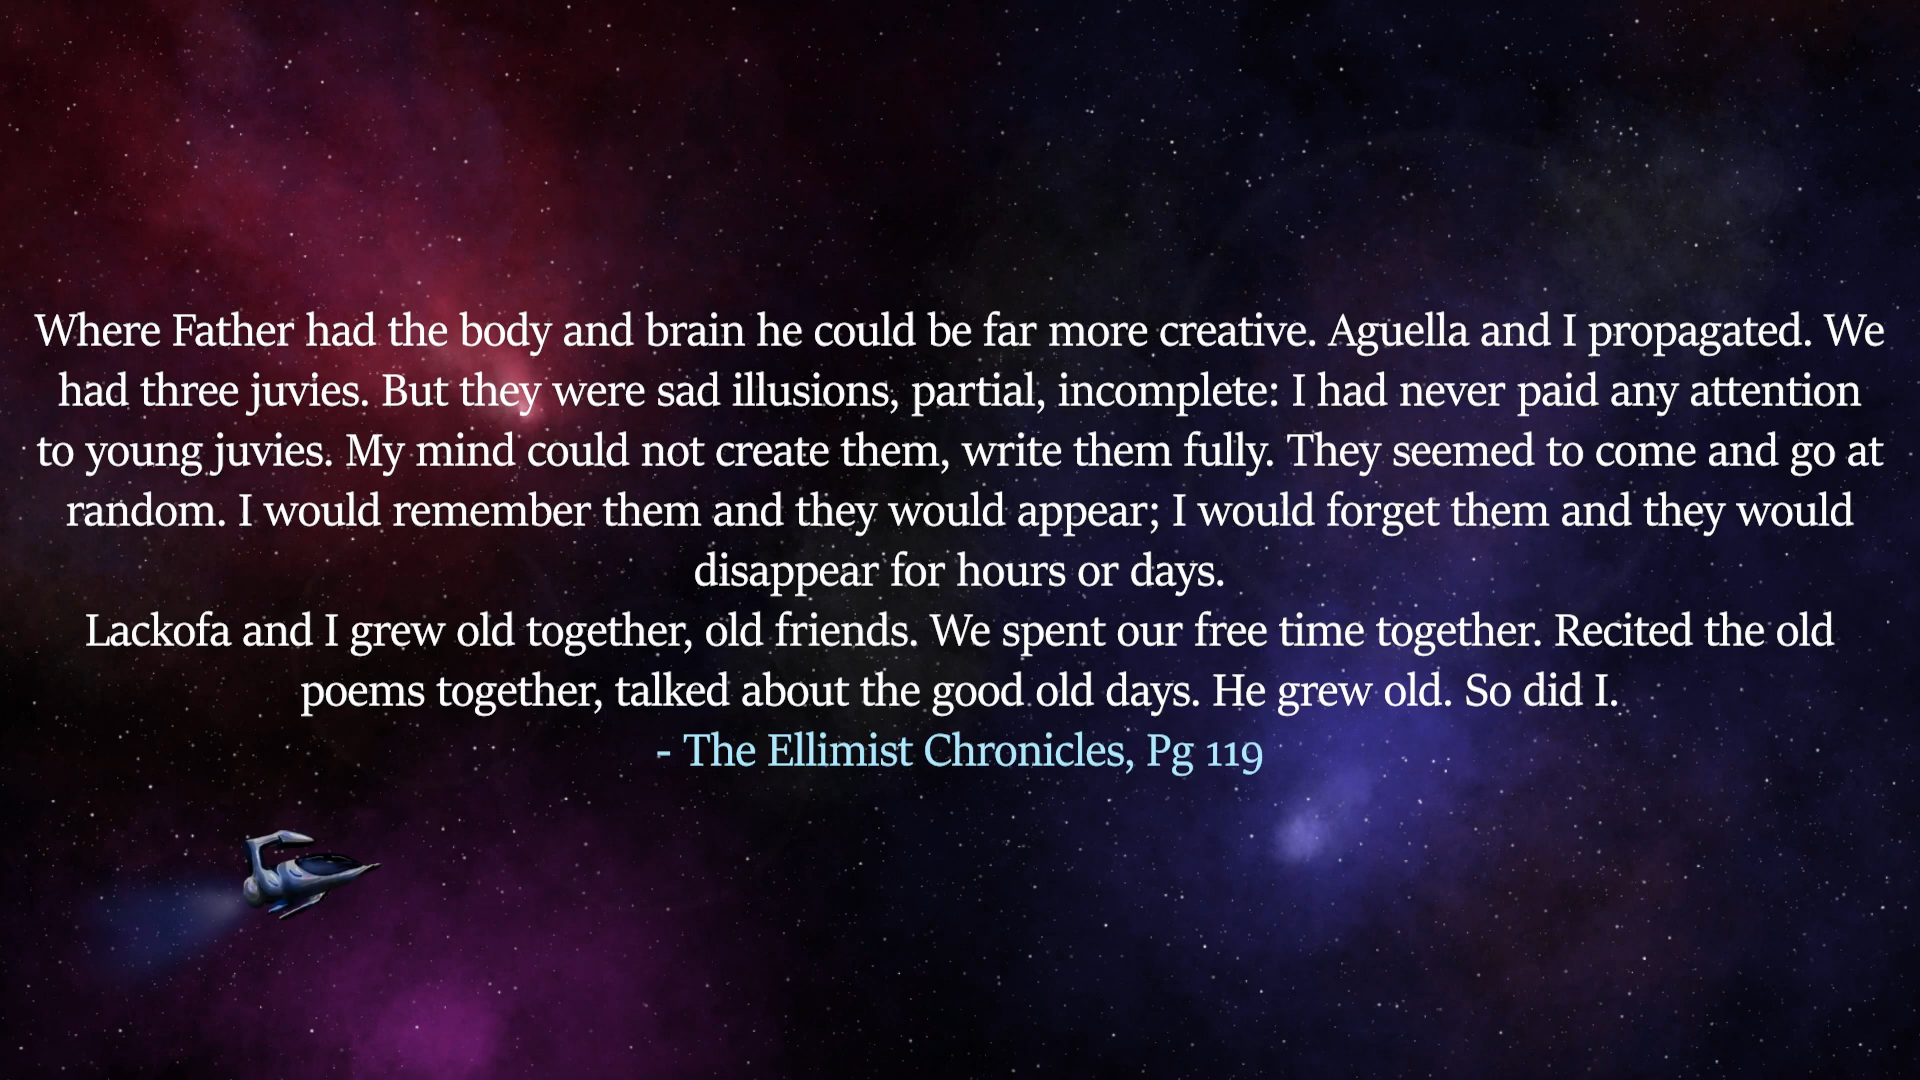 Where Father had the body and brain he could be far more creative. Aguella and I propagated. We
had three juvies. But they were sad illusions, partial, incomplete: I had never paid any attention
to young juvies. My mind could not create them, write them fully. They seemed to come and go at
random. I would remember them and they would appear; I would forget them and they would
disappear for hours or days.
Lackofa and I grew old together, old friends. We spent our free time together. Recited the old
poems together, talked about the good old days. He grew old. So did I.
- The Ellimist Chronicles, Pg 119